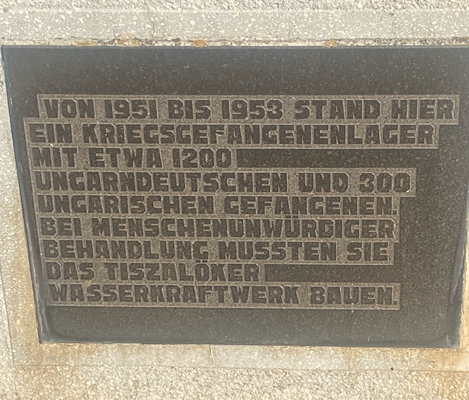 VON 1951 BIS 1953 STAND HIER
EIN KRIEGSGEFANGENENLAGER
MIT ETWA 1200
UNGARNDEUTSCHEN UND 300
UNGARISCHEN GEFANGENEN.
BEI MENSCHENUNWÜRDIGER
BEHANDLUNG MUSSTEN SIE
DAS TISZALÖKER
WASSERKRAFTWERK BAUEN.